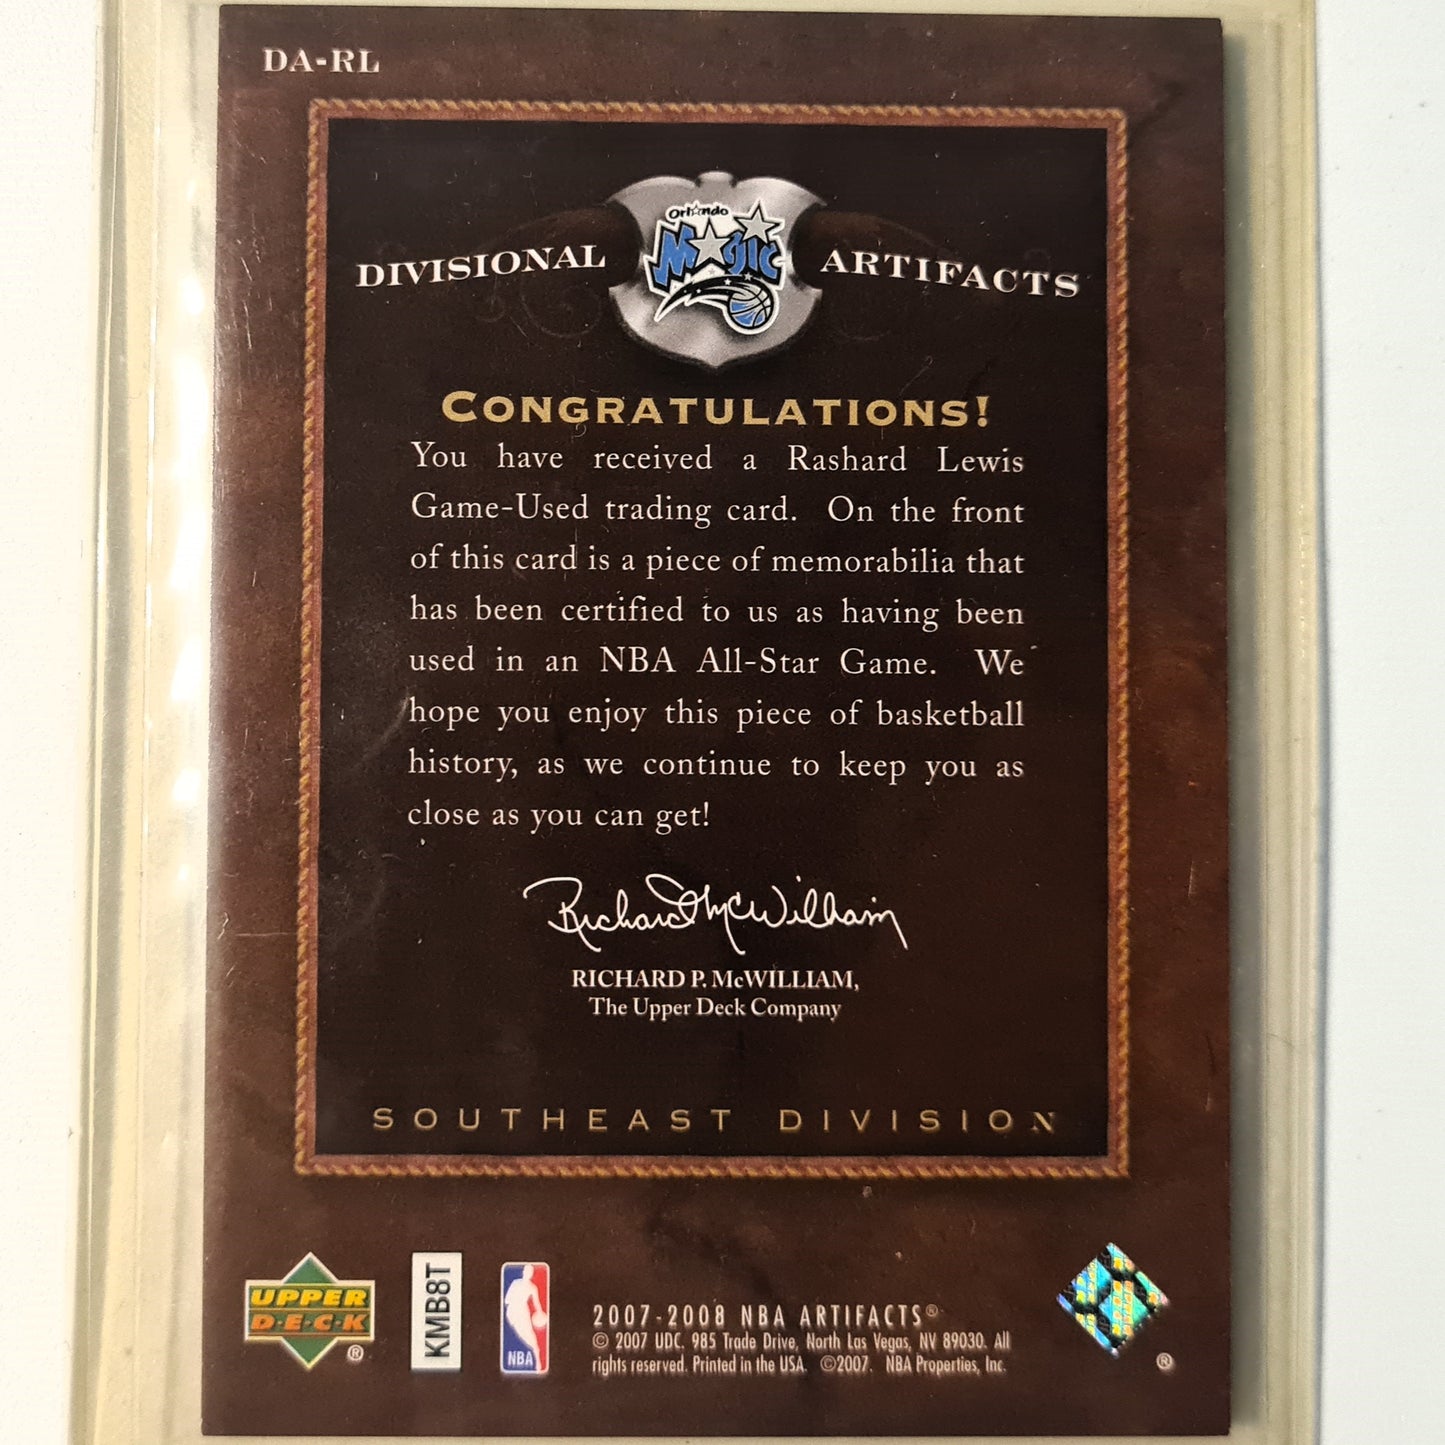 DA-RL
Orlando
Magic
DIVISIONAL ARTIFACTS
CONGRATULATIONS!
You have received a Rashard Lewis
Game-Used trading card. On the front
of this card is a piece of memorabilia that
has been certified to us as having been
used in an NBA All-Star Game. We
hope you enjoy this piece of basketball
history, as we continue to keep you as
close as you can get!
Richard McWilliam
RICHARD P. McWILLIAM,
The Upper Deck Company
SOUTHEAST DIVISION
UPPER
D·E·C·K
®
KMB8T
NBA
2007-2008 NBA ARTIFACTS®
© 2007 UDC. 985 Trade Drive, North Las Vegas, NV 89030. All
rights reserved. Printed in the USA. ©2007. NBA Properties, Inc.
®